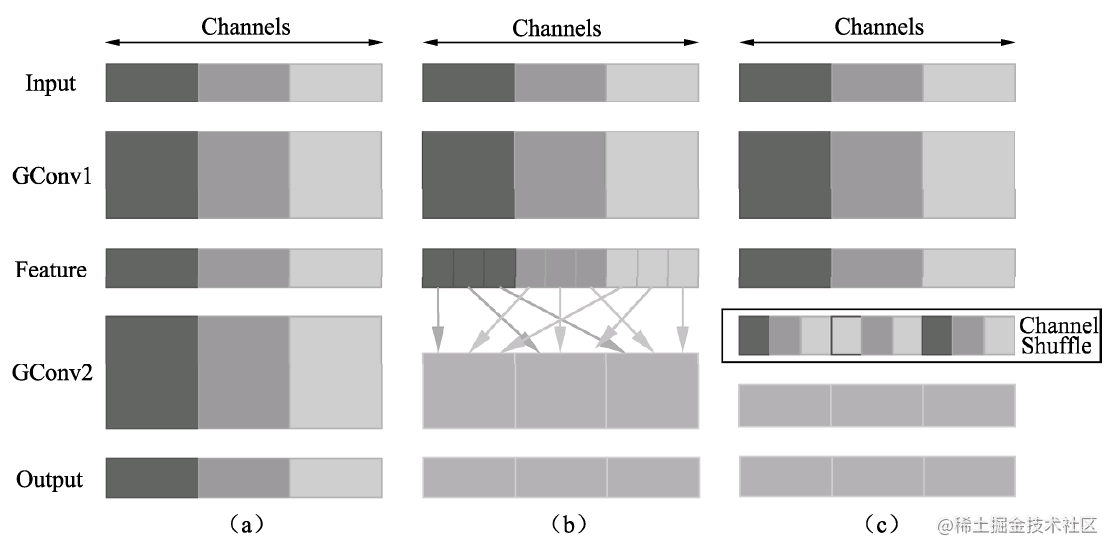 Channels
Channels
Channels
Input
GConv1
Feature
Channel
Shuffle
GConv2
Output
(a)
(b)
(c)
@稀土掘金技术社区